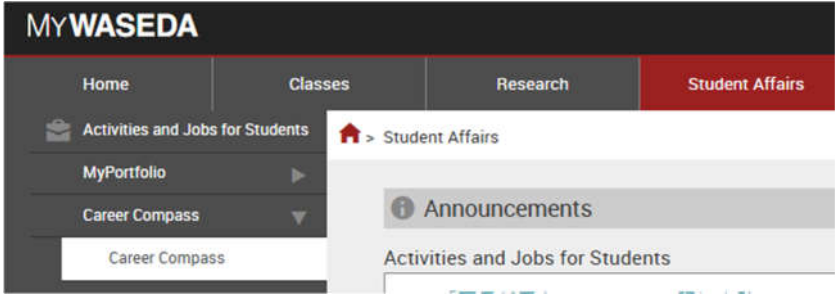 MYWASEDA
Home Classes Research Student Affairs
Activities and Jobs for Students
MyPortfolio
Career Compass
Career Compass
> Student Affairs
Announcements
Activities and Jobs for Students